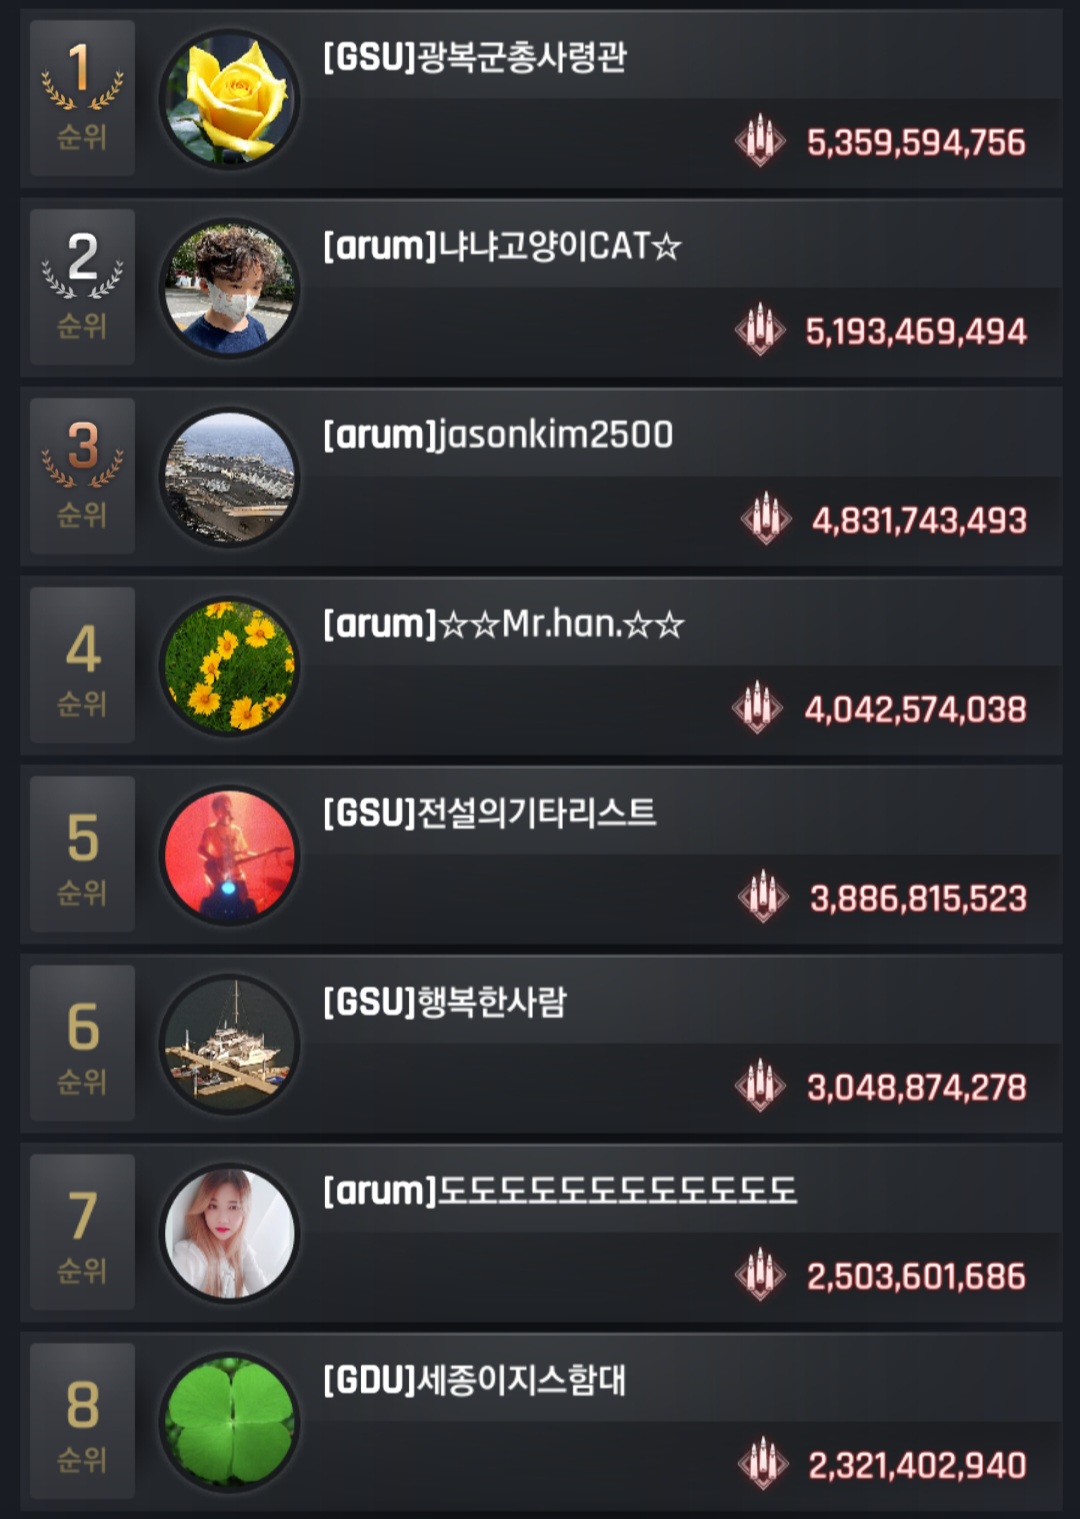 1
순위
[GSU]광복군총사령관
5,359,594,756
2
순위
[arum]냐냐고양이CAT☆
5,193,469,494
3
순위
[arum]jasonkim2500
4,831,743,493
4
순위
[arum]☆☆Mr.han.☆☆
4,042,574,038
5
순위
[GSU]전설의기타리스트
3,886,815,523
6
순위
[GSU]행복한사람
3,048,874,278
7
순위
[arum]도도도도도도도도도도도도
2,503,601,686
8
순위
[GDU]세종이지스함대
2,321,402,940